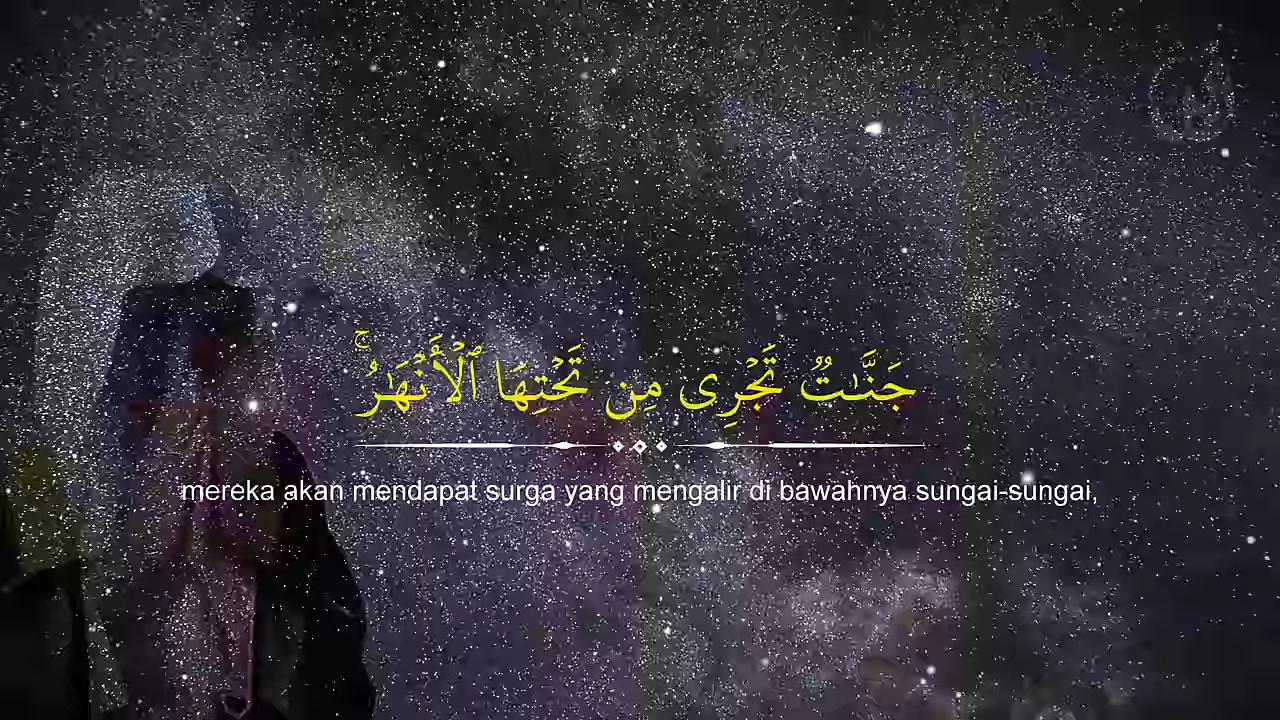 جَنَّـٰتٌ تَجْرِى مِن تَحْتِهَا ٱلْأَنْهَـٰرُ ۚ
mereka akan mendapat surga yang mengalir di bawahnya sungai-sungai,